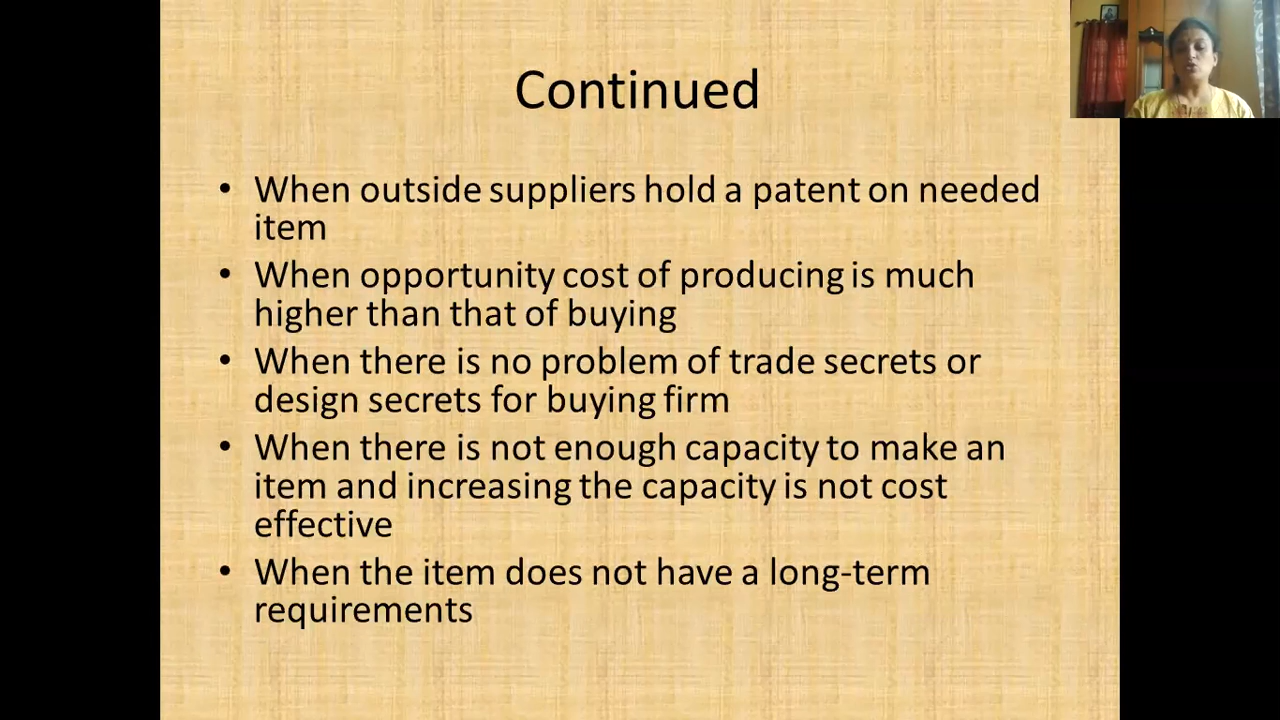 Continued
• When outside suppliers hold a patent on needed
item
• When opportunity cost of producing is much
higher than that of buying
• When there is no problem of trade secrets or
design secrets for buying firm
• When there is not enough capacity to make an
item and increasing the capacity is not cost
effective
• When the item does not have a long-term
requirements